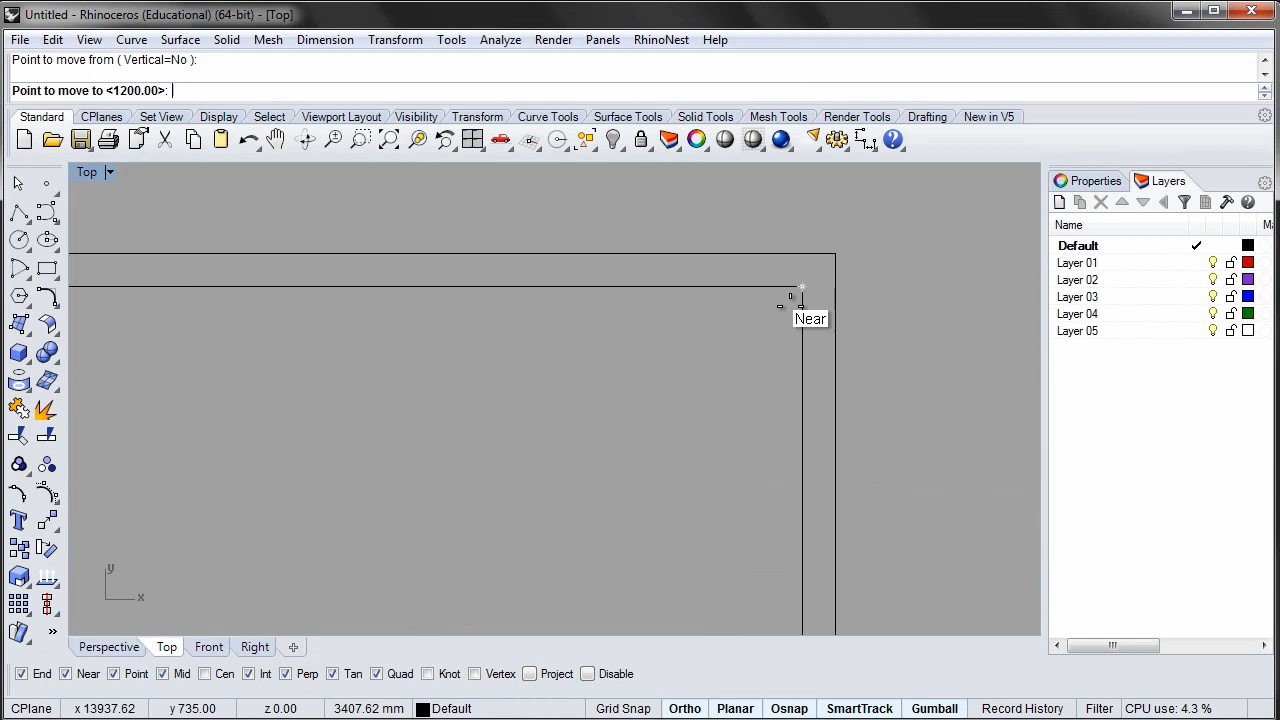 Untitled - Rhinoceros (Educational) (64-bit) - [Top]
File Edit View Curve Surface Solid Mesh Dimension Transform Tools Analyze Render Panels RhinoNest Help
Point to move from ( Vertical=No ):
Point to move to <1200.00>:
Standard CPlanes Set View Display Select Viewport Layout Visibility Transform Curve Tools Surface Tools Solid Tools Mesh Tools Render Tools Drafting New in V5
Top
Properties Layers
Name
Default
Layer 01
Layer 02
Layer 03
Layer 04
Layer 05
Near
y
x
Perspective Top Front Right
End Near Point Mid Cen Int Perp Tan Quad Knot Vertex Project Disable
CPlane x 13937.62 y 735.00 z 0.00 3407.62 mm Default Grid Snap Ortho Planar Osnap SmartTrack Gumball Record History Filter CPU use: 4.3 %